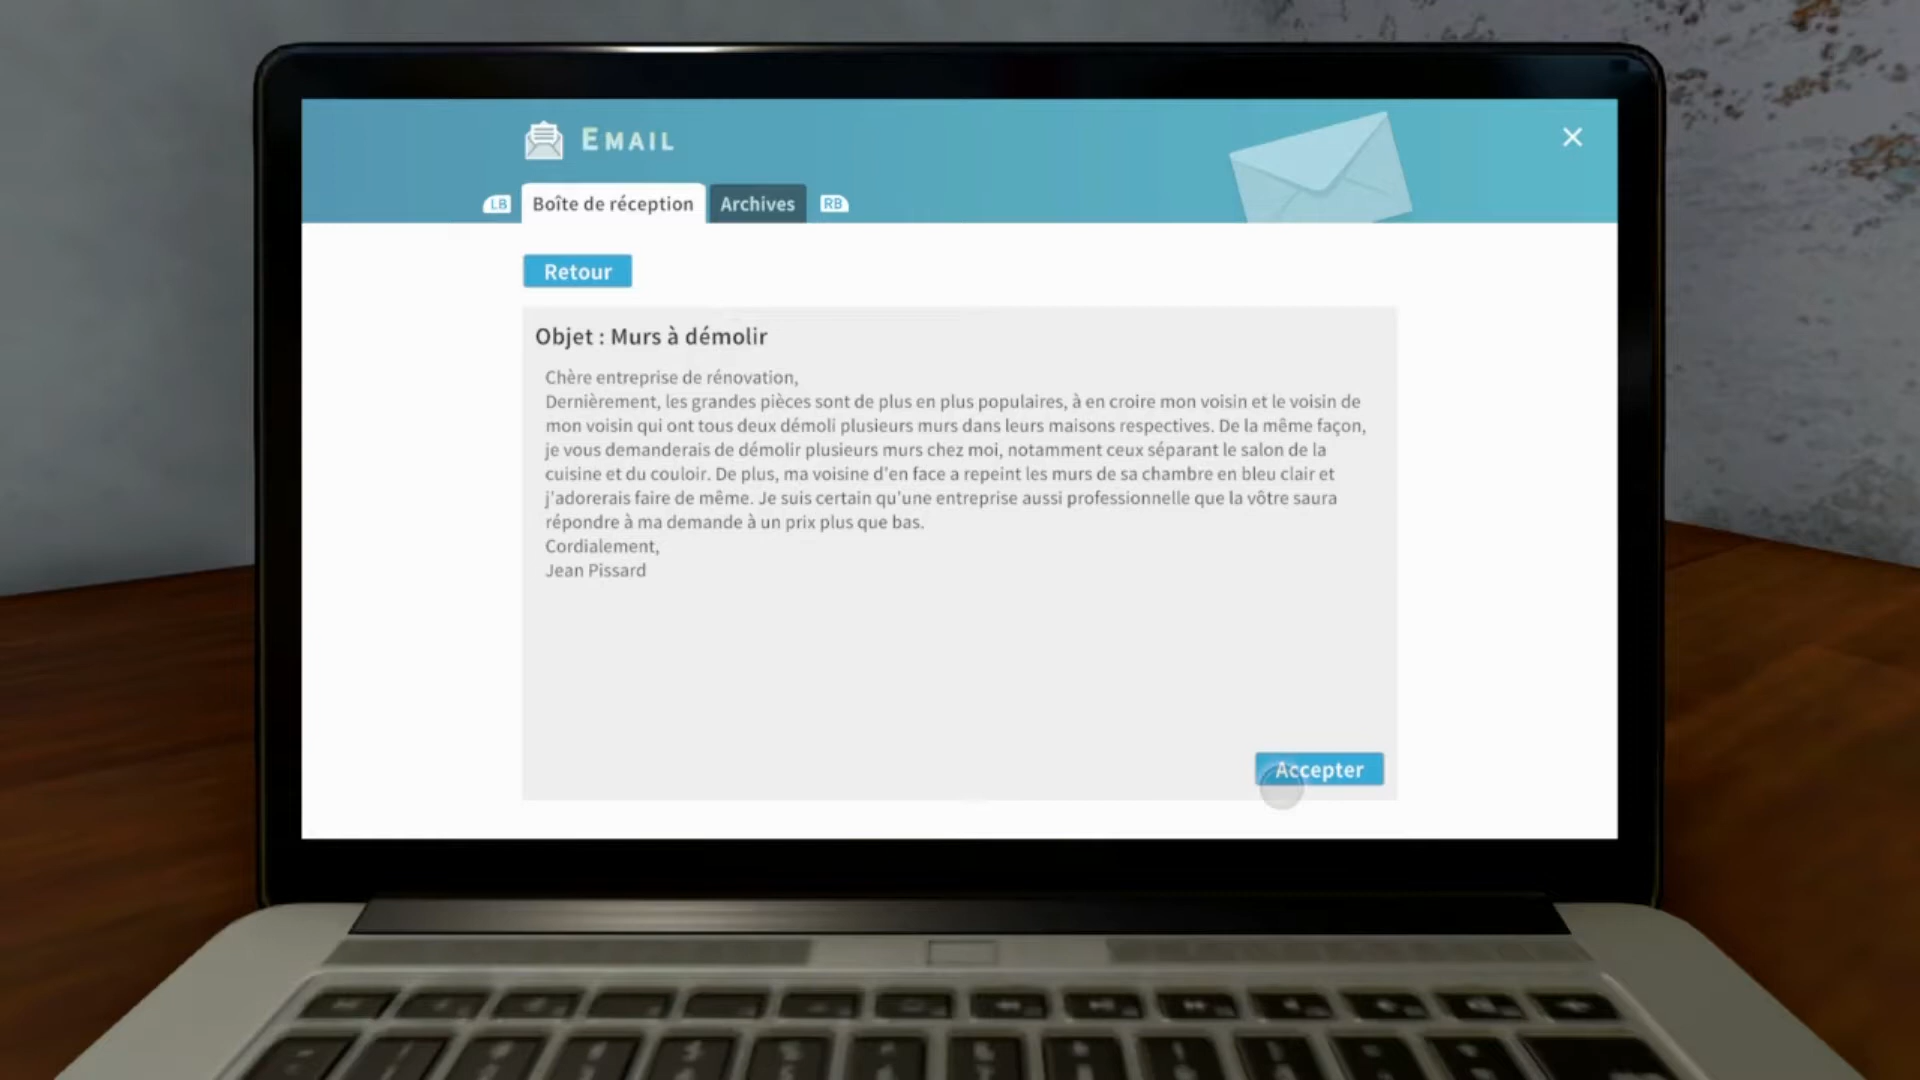 EMAIL
LB Boîte de réception Archives RB
Retour
Objet : Murs à démolir
Chère entreprise de rénovation,
Dernièrement, les grandes pièces sont de plus en plus populaires, à en croire mon voisin et le voisin de
mon voisin qui ont tous deux démoli plusieurs murs dans leurs maisons respectives. De la même façon,
je vous demanderais de démolir plusieurs murs chez moi, notamment ceux séparant le salon de la
cuisine et du couloir. De plus, ma voisine d'en face a repeint les murs de sa chambre en bleu clair et
j'adorerais faire de même. Je suis certain qu'une entreprise aussi professionnelle que la vôtre saura
répondre à ma demande à un prix plus que bas.
Cordialement,
Jean Pissard
Accepter